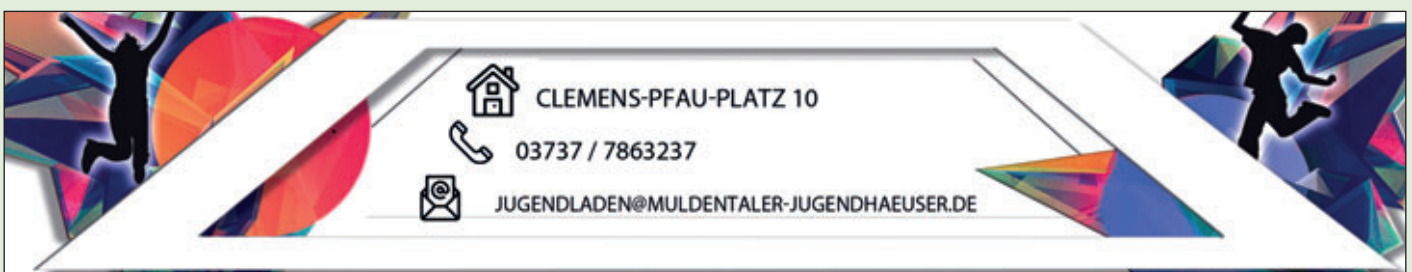 CLEMENS-PFAU-PLATZ 10
03737 / 7863237
JUGENDLADEN@MULDENTALER-JUGENDHAEUSER.DE